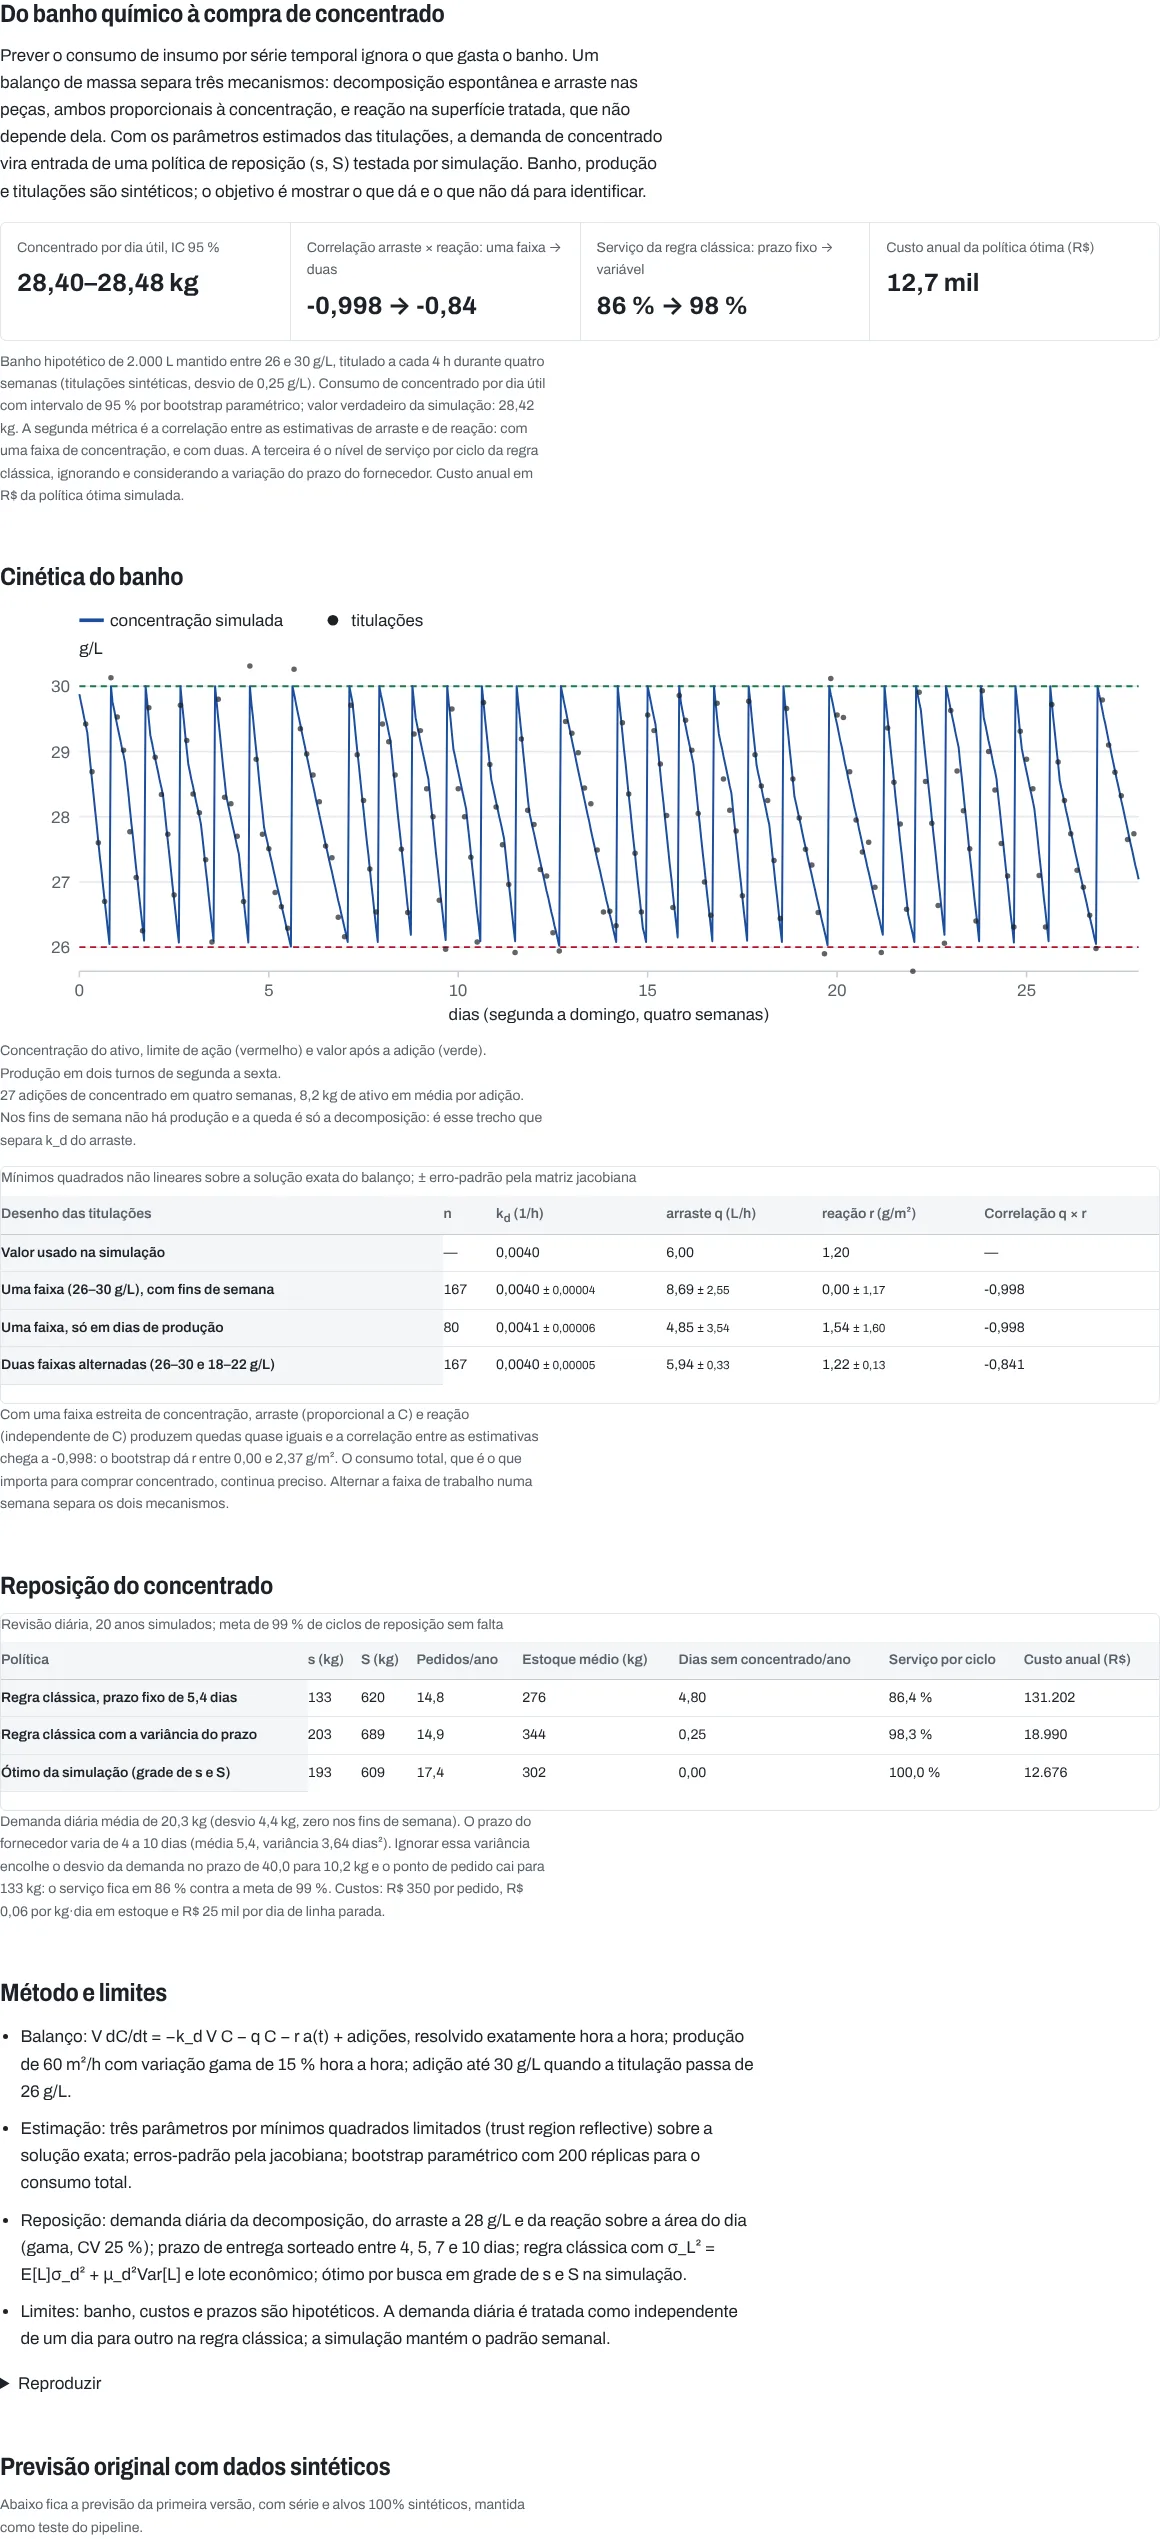 Do banho químico à compra de concentrado
Prever o consumo de insumo por série temporal ignora o que gasta o banho. Um
balanço de massa separa três mecanismos: decomposição espontânea e arraste nas
peças, ambos proporcionais à concentração, e reação na superfície tratada, que não
depende dela. Com os parâmetros estimados das titulações, a demanda de concentrado
vira entrada de uma política de reposição (s, S) testada por simulação. Banho, produção
e titulações são sintéticos; o objetivo é mostrar o que dá e o que não dá para identificar.
Concentrado por dia útil, IC 95 %
28,40–28,48 kg
Correlação arraste × reação: uma faixa →
duas
-0,998 → -0,84
Serviço da regra clássica: prazo fixo →
variável
86 % → 98 %
Custo anual da política ótima (R$)
12,7 mil
Banho hipotético de 2.000 L mantido entre 26 e 30 g/L, titulado a cada 4 h durante quatro
semanas (titulações sintéticas, desvio de 0,25 g/L). Consumo de concentrado por dia útil
com intervalo de 95 % por bootstrap paramétrico; valor verdadeiro da simulação: 28,42
kg. A segunda métrica é a correlação entre as estimativas de arraste e de reação: com
uma faixa de concentração, e com duas. A terceira é o nível de serviço por ciclo da regra
clássica, ignorando e considerando a variação do prazo do fornecedor. Custo anual em
R$ da política ótima simulada.
Cinética do banho
concentração simulada titulações
g/L
30
29
28
27
26
0 5 10 15 20 25
dias (segunda a domingo, quatro semanas)
Concentração do ativo, limite de ação (vermelho) e valor após a adição (verde).
Produção em dois turnos de segunda a sexta.
27 adições de concentrado em quatro semanas, 8,2 kg de ativo em média por adição.
Nos fins de semana não há produção e a queda é só a decomposição: é esse trecho que
separa k_d do arraste.
Mínimos quadrados não lineares sobre a solução exata do balanço; ± erro-padrão pela matriz jacobiana
Desenho das titulações n k_d (1/h) arraste q (L/h) reação r (g/m²) Correlação q × r
Valor usado na simulação — 0,0040 6,00 1,20 —
Uma faixa (26–30 g/L), com fins de semana 167 0,0040 ± 0,00004 8,69 ± 2,55 0,00 ± 1,17 -0,998
Uma faixa, só em dias de produção 80 0,0041 ± 0,00006 4,85 ± 3,54 1,54 ± 1,60 -0,998
Duas faixas alternadas (26–30 e 18–22 g/L) 167 0,0040 ± 0,00005 5,94 ± 0,33 1,22 ± 0,13 -0,841
Com uma faixa estreita de concentração, arraste (proporcional a C) e reação
(independente de C) produzem quedas quase iguais e a correlação entre as estimativas
chega a -0,998: o bootstrap dá r entre 0,00 e 2,37 g/m². O consumo total, que é o que
importa para comprar concentrado, continua preciso. Alternar a faixa de trabalho numa
semana separa os dois mecanismos.
Reposição do concentrado
Revisão diária, 20 anos simulados; meta de 99 % de ciclos de reposição sem falta
Política s (kg) S (kg) Pedidos/ano Estoque médio (kg) Dias sem concentrado/ano Serviço por ciclo Custo anual (R$)
Regra clássica, prazo fixo de 5,4 dias 133 620 14,8 276 4,80 86,4 % 131.202
Regra clássica com a variância do prazo 203 689 14,9 344 0,25 98,3 % 18.990
Ótimo da simulação (grade de s e S) 193 609 17,4 302 0,00 100,0 % 12.676
Demanda diária média de 20,3 kg (desvio 4,4 kg, zero nos fins de semana). O prazo do
fornecedor varia de 4 a 10 dias (média 5,4, variância 3,64 dias²). Ignorar essa variância
encolhe o desvio da demanda no prazo de 40,0 para 10,2 kg e o ponto de pedido cai para
133 kg: o serviço fica em 86 % contra a meta de 99 %. Custos: R$ 350 por pedido, R$
0,06 por kg·dia em estoque e R$ 25 mil por dia de linha parada.
Método e limites
• Balanço: V dC/dt = −k_d V C − q C − r a(t) + adições, resolvido exatamente hora a hora; produção
de 60 m²/h com variação gama de 15 % hora a hora; adição até 30 g/L quando a titulação passa de
26 g/L.
• Estimação: três parâmetros por mínimos quadrados limitados (trust region reflective) sobre a
solução exata; erros-padrão pela jacobiana; bootstrap paramétrico com 200 réplicas para o
consumo total.
• Reposição: demanda diária da decomposição, do arraste a 28 g/L e da reação sobre a área do dia
(gama, CV 25 %); prazo de entrega sorteado entre 4, 5, 7 e 10 dias; regra clássica com σ_L² =
E[L]σ_d² + μ_d²Var[L] e lote econômico; ótimo por busca em grade de s e S na simulação.
• Limites: banho, custos e prazos são hipotéticos. A demanda diária é tratada como independente
de um dia para outro na regra clássica; a simulação mantém o padrão semanal.
▶ Reproduzir
Previsão original com dados sintéticos
Abaixo fica a previsão da primeira versão, com série e alvos 100% sintéticos, mantida
como teste do pipeline.